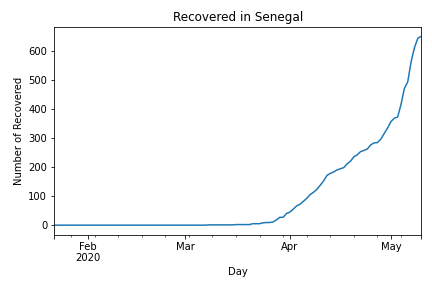 Recovered in Senegal
Number of Recovered
600
500
400
300
200
100
0
Feb
2020
Mar
Apr
May
Day